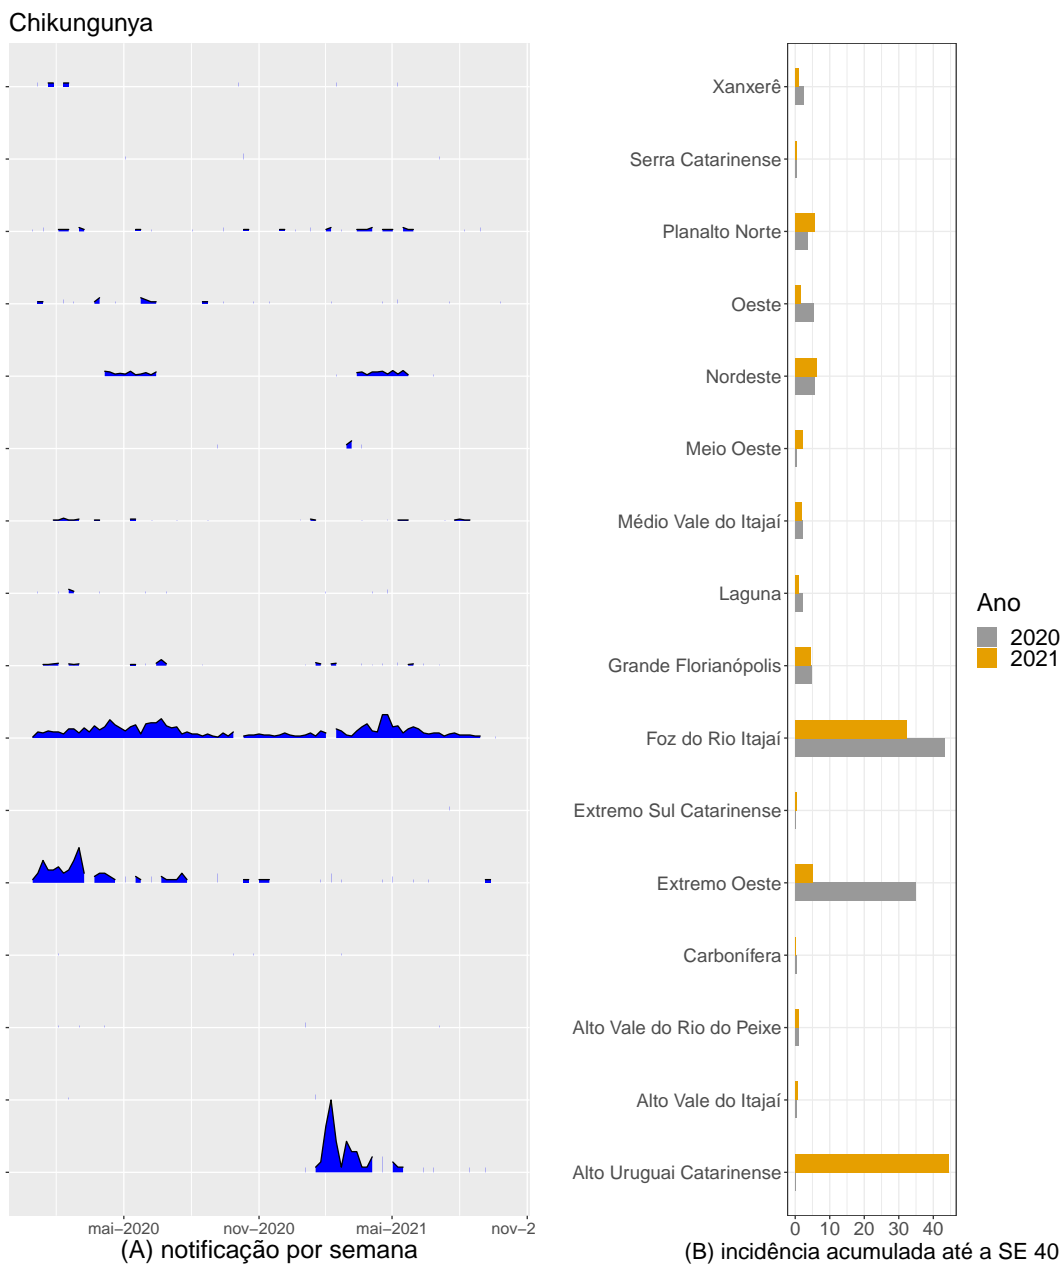 Chikungunya
Xanxerê
Serra Catarinense
Planalto Norte
Oeste
Nordeste
Meio Oeste
Médio Vale do Itajaí
Laguna
Grande Florianópolis
Foz do Rio Itajaí
Extremo Sul Catarinense
Extremo Oeste
Carbonífera
Alto Vale do Rio do Peixe
Alto Vale do Itajaí
Alto Uruguai Catarinense
Ano
2020
2021
mai–2020 nov–2020 mai–2021 nov–2
0 10 20 30 40
(A) notificação por semana
(B) incidência acumulada até a SE 40